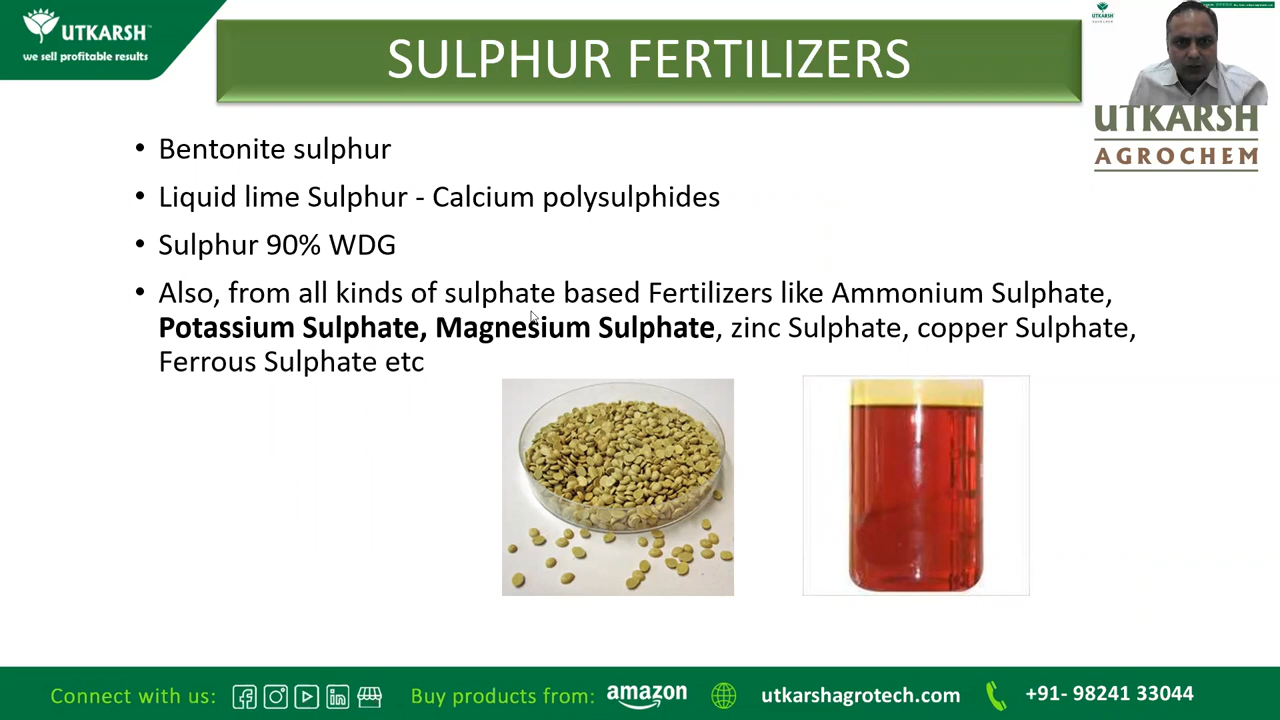 UTKARSH
we sell profitable results
SULPHUR FERTILIZERS
UTKARSH
AGROCHEM
• Bentonite sulphur
• Liquid lime Sulphur - Calcium polysulphides
• Sulphur 90% WDG
• Also, from all kinds of sulphate based Fertilizers like Ammonium Sulphate,
Potassium Sulphate, Magnesium Sulphate, zinc Sulphate, copper Sulphate,
Ferrous Sulphate etc
Connect with us:
Buy products from: amazon
utkarshagrotech.com
+91- 98241 33044